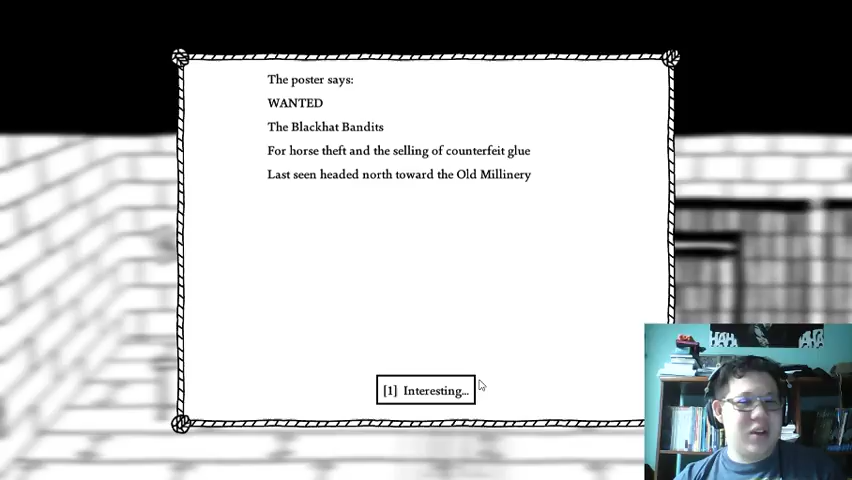 The poster says:
WANTED
The Blackhat Bandits
For horse theft and the selling of counterfeit glue
Last seen headed north toward the Old Millinery
[1] Interesting...